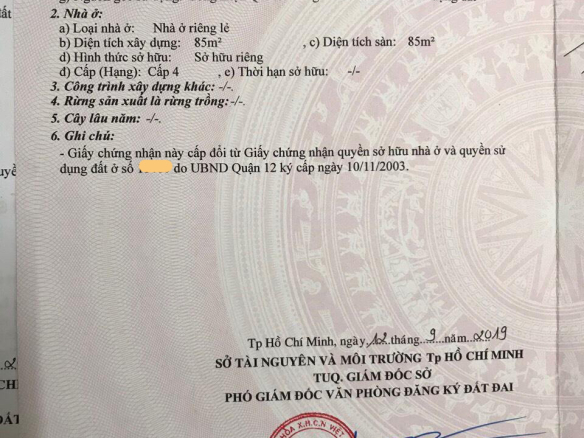 2. Nhà ở:
a) Loại nhà ở: Nhà ở riêng lẻ
b) Diện tích xây dựng: 85m² , c) Diện tích sàn: 85m²
d) Hình thức sở hữu: Sở hữu riêng
đ) Cấp (Hạng): Cấp 4 , e) Thời hạn sở hữu: -/-
3. Công trình xây dựng khác: -/-.
4. Rừng sản xuất là rừng trồng:-/-.
5. Cây lâu năm: -/-.
6. Ghi chú:
- Giấy chứng nhận này cấp đổi từ Giấy chứng nhận quyền sở hữu nhà ở và quyền sử
dụng đất ở số do UBND Quận 12 ký cấp ngày 10/11/2003.
Tp Hồ Chí Minh, ngày 12 tháng 9 năm 2019
SỞ TÀI NGUYÊN VÀ MÔI TRƯỜNG Tp HỒ CHÍ MINH
TUQ. GIÁM ĐỐC SỞ
PHÓ GIÁM ĐỐC VĂN PHÒNG ĐĂNG KÝ ĐẤT ĐAI
HÒA X.H.C.N VIỆT